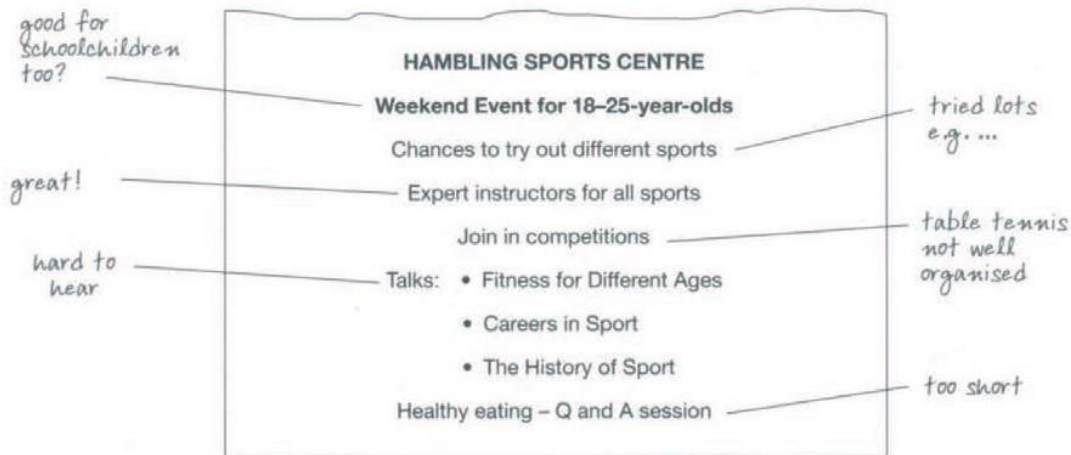 good for
schoolchildren
too?
HAMBLING SPORTS CENTRE
Weekend Event for 18–25-year-olds
tried lots
e.g. ...
Chances to try out different sports
great!
Expert instructors for all sports
Join in competitions
table tennis
not well
organised
hard to
hear
Talks: • Fitness for Different Ages
• Careers in Sport
• The History of Sport
too short
Healthy eating – Q and A session